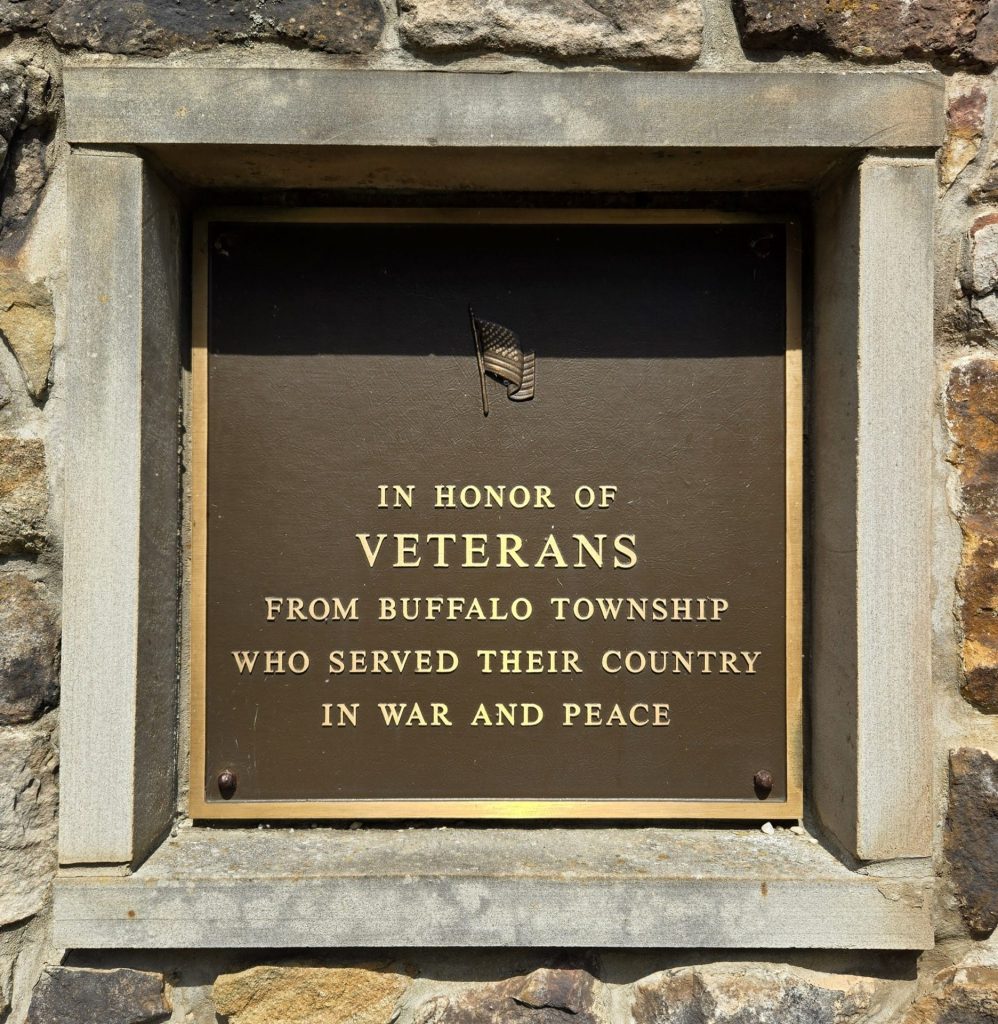 IN HONOR OF
VETERANS
FROM BUFFALO TOWNSHIP
WHO SERVED THEIR COUNTRY
IN WAR AND PEACE